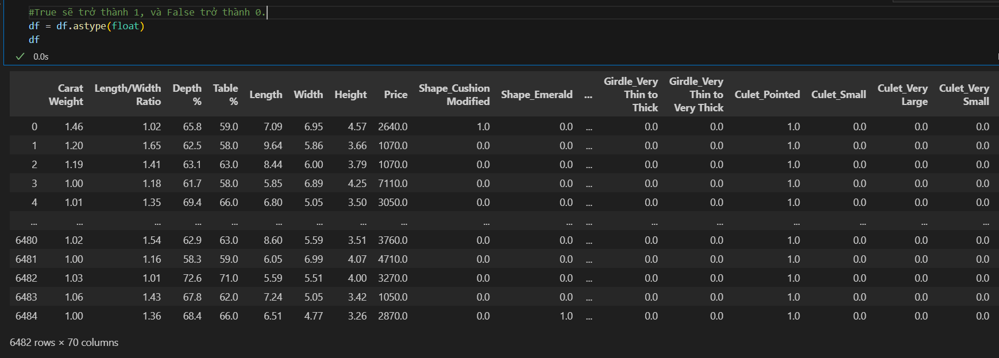 #True sẽ trở thành 1, và False trở thành 0.
df = df.astype(float)
df
0.0s
Carat Weight Length/Width Ratio Depth % Table % Length Width Height Price Shape_Cushion Modified Shape_Emerald ... Girdle_Very Thin to Thick Girdle_Very Thin to Very Thick Culet_Pointed Culet_Small Culet_Very Large Culet_Very Small
0 1.46 1.02 65.8 59.0 7.09 6.95 4.57 2640.0 1.0 0.0 ... 0.0 0.0 1.0 0.0 0.0 0.0
1 1.20 1.65 62.5 58.0 9.64 5.86 3.66 1070.0 0.0 0.0 ... 0.0 0.0 1.0 0.0 0.0 0.0
2 1.19 1.41 63.1 63.0 8.44 6.00 3.79 1070.0 0.0 0.0 ... 0.0 0.0 1.0 0.0 0.0 0.0
3 1.00 1.18 61.7 58.0 5.85 6.89 4.25 7110.0 0.0 0.0 ... 0.0 0.0 1.0 0.0 0.0 0.0
4 1.01 1.35 69.4 66.0 6.80 5.05 3.50 3050.0 0.0 0.0 ... 0.0 0.0 1.0 0.0 0.0 0.0
... ... ... ... ... ... ... ... ... ... ... ... ... ... ... ... ... ...
6480 1.02 1.54 62.9 63.0 8.60 5.59 3.51 3760.0 0.0 0.0 ... 0.0 0.0 1.0 0.0 0.0 0.0
6481 1.00 1.16 58.3 59.0 6.05 6.99 4.07 4710.0 0.0 0.0 ... 0.0 0.0 1.0 0.0 0.0 0.0
6482 1.03 1.01 72.6 71.0 5.59 5.51 4.00 3270.0 0.0 0.0 ... 0.0 0.0 1.0 0.0 0.0 0.0
6483 1.06 1.43 67.8 62.0 7.24 5.05 3.42 1050.0 0.0 0.0 ... 0.0 0.0 1.0 0.0 0.0 0.0
6484 1.00 1.36 68.4 66.0 6.51 4.77 3.26 2870.0 0.0 1.0 ... 0.0 0.0 1.0 0.0 0.0 0.0
6482 rows × 70 columns